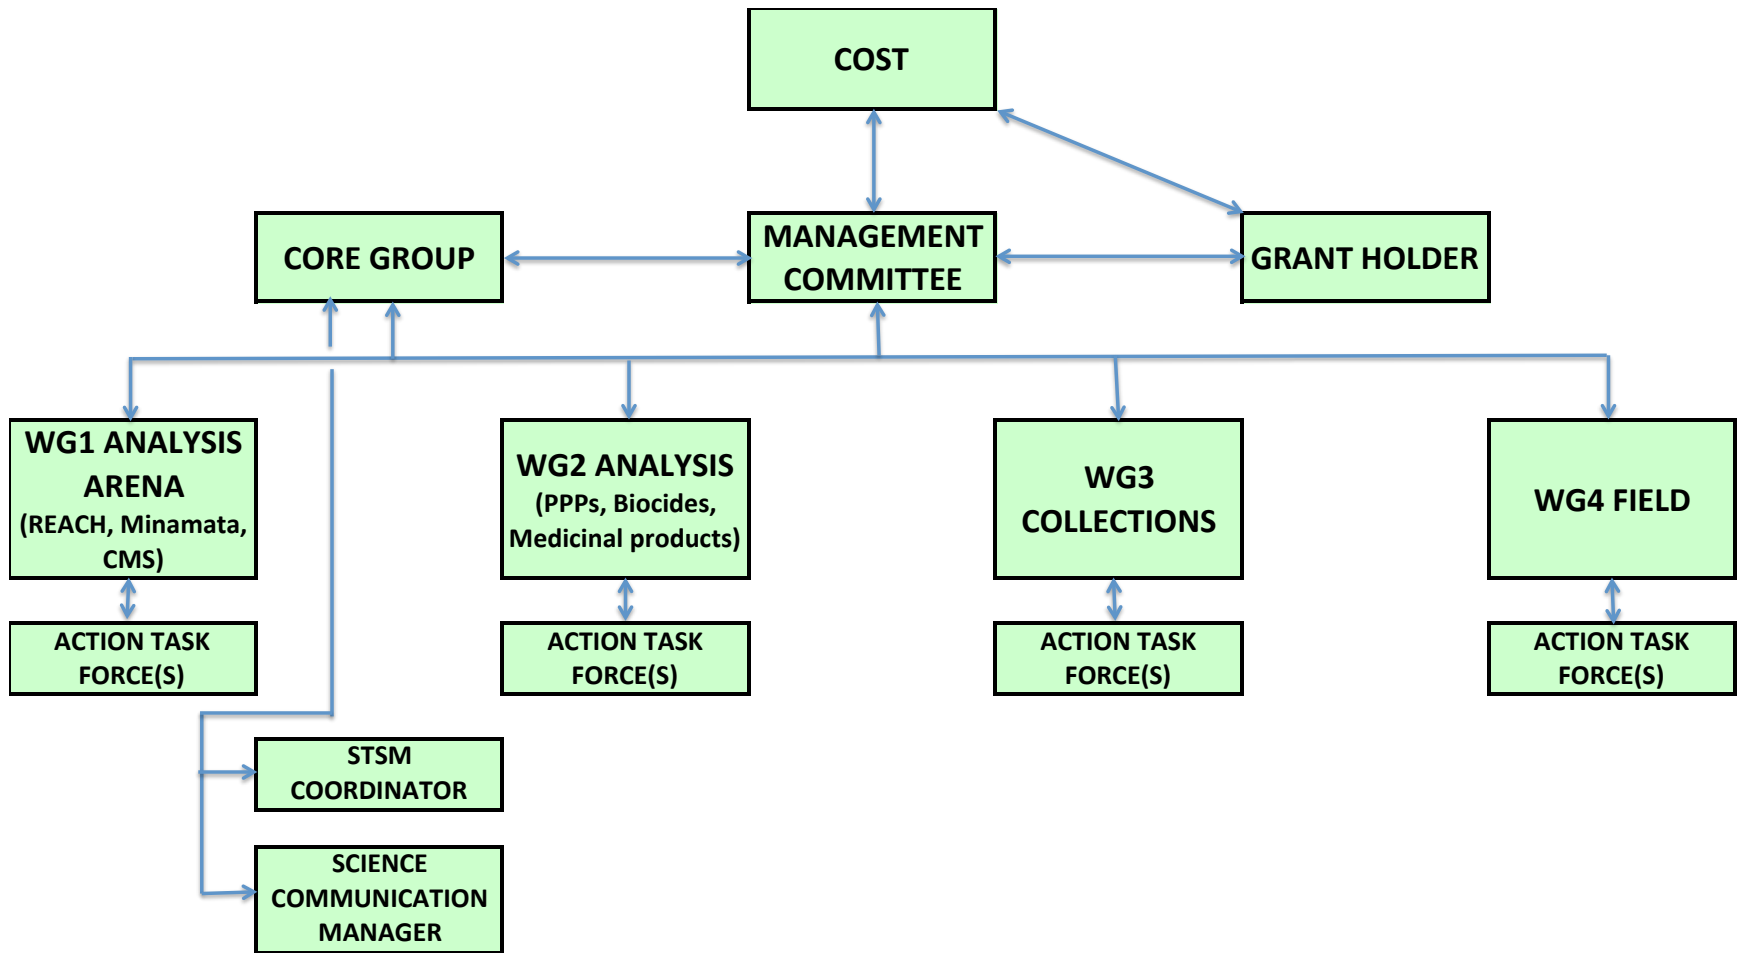 COST
CORE GROUP
MANAGEMENT
COMMITTEE
GRANT HOLDER
WG1 ANALYSIS
ARENA
(REACH, Minamata,
CMS)
WG2 ANALYSIS
(PPPs, Biocides,
Medicinal products)
WG3
COLLECTIONS
WG4 FIELD
ACTION TASK
FORCE(S)
ACTION TASK
FORCE(S)
ACTION TASK
FORCE(S)
ACTION TASK
FORCE(S)
STSM
COORDINATOR
SCIENCE
COMMUNICATION
MANAGER